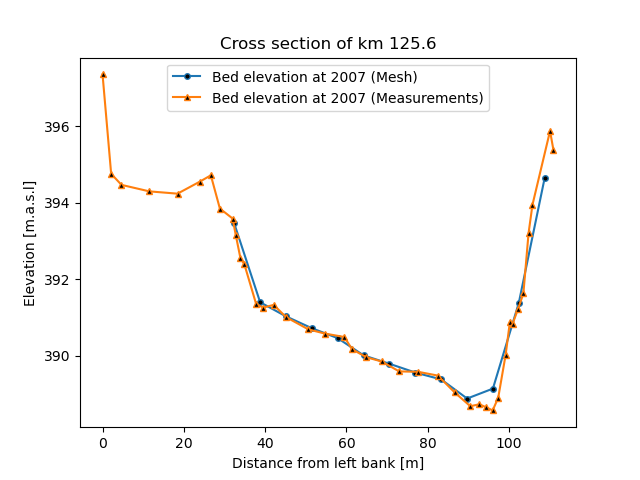 Cross section of km 125.6
Bed elevation at 2007 (Mesh)
Bed elevation at 2007 (Measurements)
Elevation [m.a.s.l]
396
394
392
390
0 20 40 60 80 100
Distance from left bank [m]